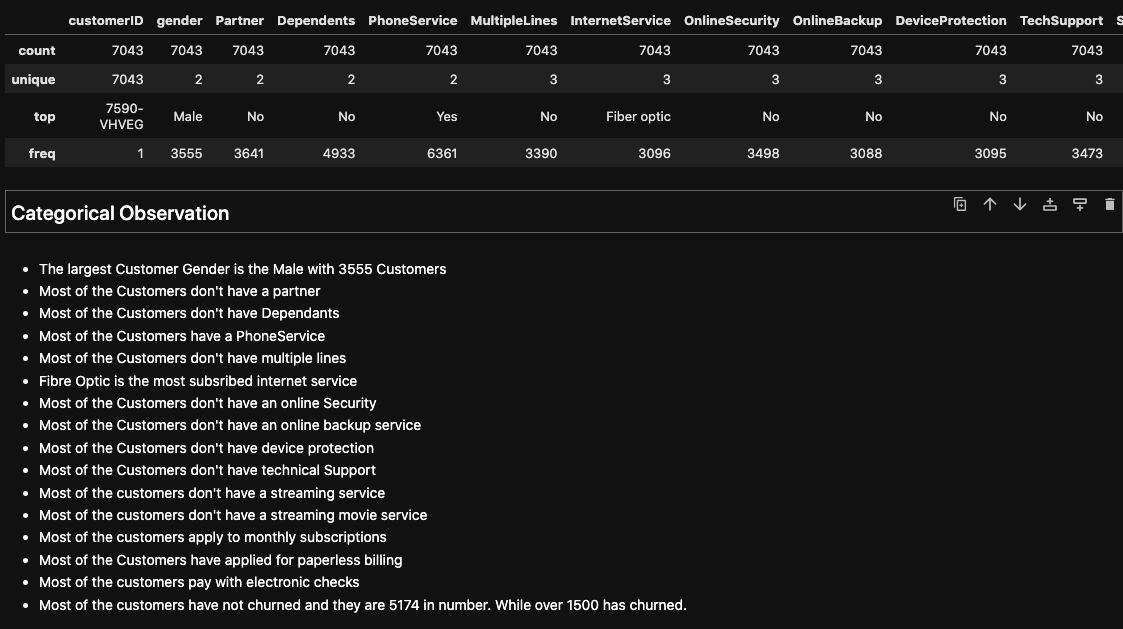 customerID gender Partner Dependents PhoneService MultipleLines InternetService OnlineSecurity OnlineBackup DeviceProtection TechSupport S
count 7043 7043 7043 7043 7043 7043 7043 7043 7043 7043 7043
unique 7043 2 2 2 2 3 3 3 3 3 3
top 7590-VHVEG Male No No Yes No Fiber optic No No No No
freq 1 3555 3641 4933 6361 3390 3096 3498 3088 3095 3473
Categorical Observation
• The largest Customer Gender is the Male with 3555 Customers
• Most of the Customers don't have a partner
• Most of the Customers don't have Dependants
• Most of the Customers have a PhoneService
• Most of the Customers don't have multiple lines
• Fibre Optic is the most subsribed internet service
• Most of the Customers don't have an online Security
• Most of the Customers don't have an online backup service
• Most of the Customers don't have device protection
• Most of the Customers don't have technical Support
• Most of the customers don't have a streaming service
• Most of the customers don't have a streaming movie service
• Most of the customers apply to monthly subscriptions
• Most of the Customers have applied for paperless billing
• Most of the customers pay with electronic checks
• Most of the customers have not churned and they are 5174 in number. While over 1500 has churned.